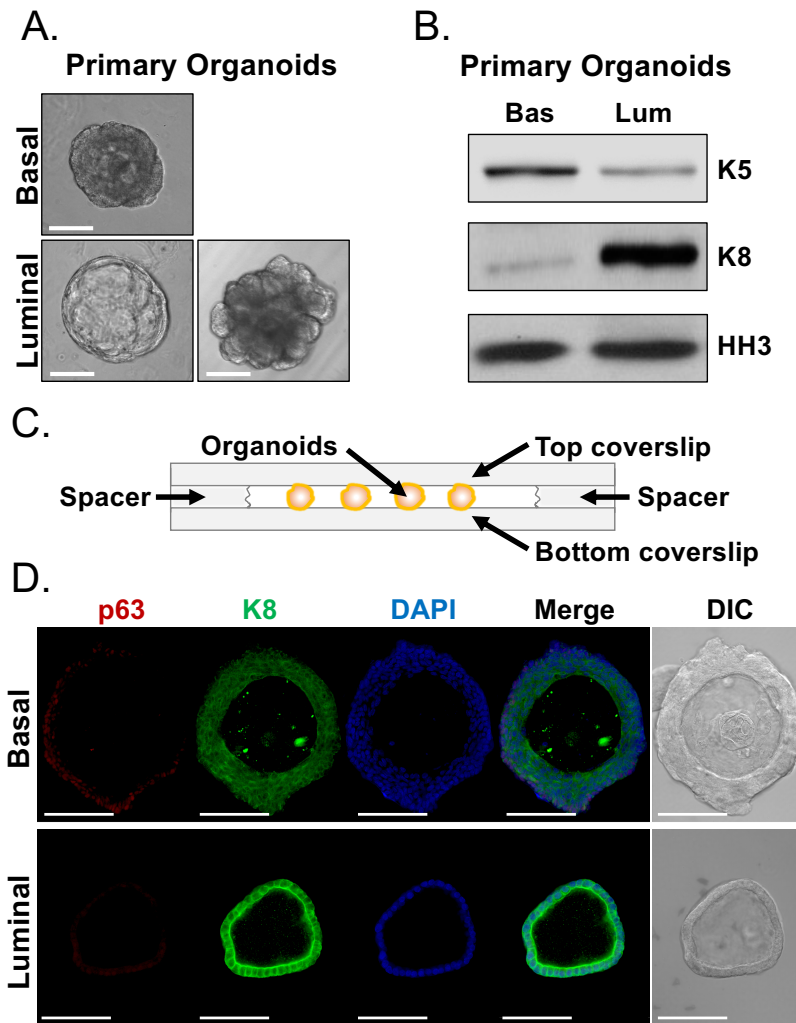 A.
Primary Organoids
Basal
Luminal
B.
Primary Organoids
Bas Lum
K5
K8
HH3
C.
Organoids Top coverslip
Spacer Spacer
Bottom coverslip
D.
p63 K8 DAPI Merge DIC
Basal
Luminal